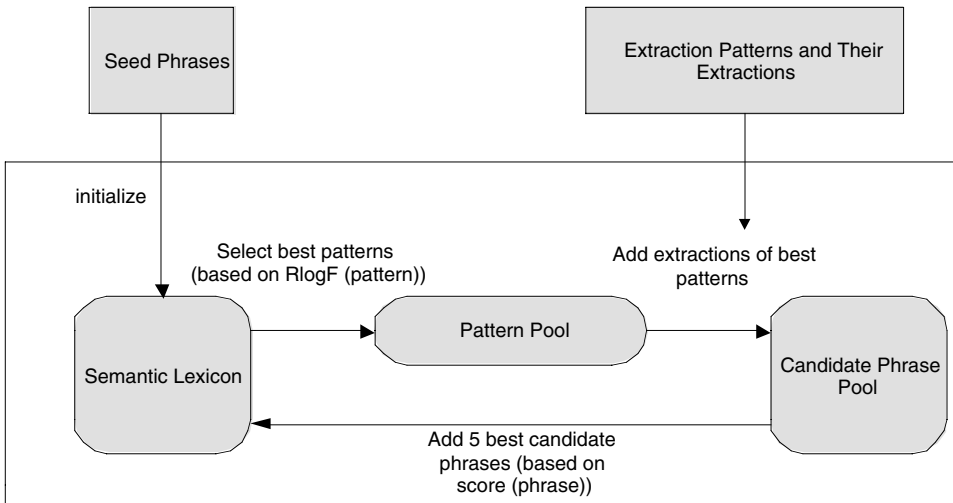 Seed Phrases
Extraction Patterns and Their
Extractions
initialize
Select best patterns
(based on RlogF (pattern))
Add extractions of best
patterns
Semantic Lexicon
Pattern Pool
Candidate Phrase
Pool
Add 5 best candidate
phrases (based on
score (phrase))